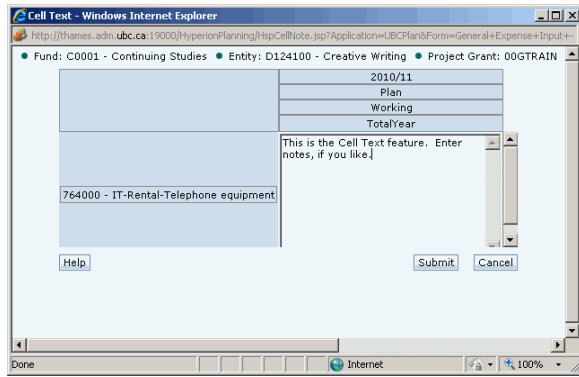 Cell Text - Windows Internet Explorer
http://thames.adm.ubc.ca:19000/HyperionPlanning/HspCellNote.jsp?Application=UBCPlan&Form=General+Expense+Input+-
Fund: C0001 - Continuing Studies Entity: D124100 - Creative Writing Project Grant: 00GTRAIN
2010/11
Plan
Working
TotalYear
This is the Cell Text feature. Enter
notes, if you like.
764000 - IT-Rental-Telephone equipment
Help Submit Cancel
Done Internet 100%